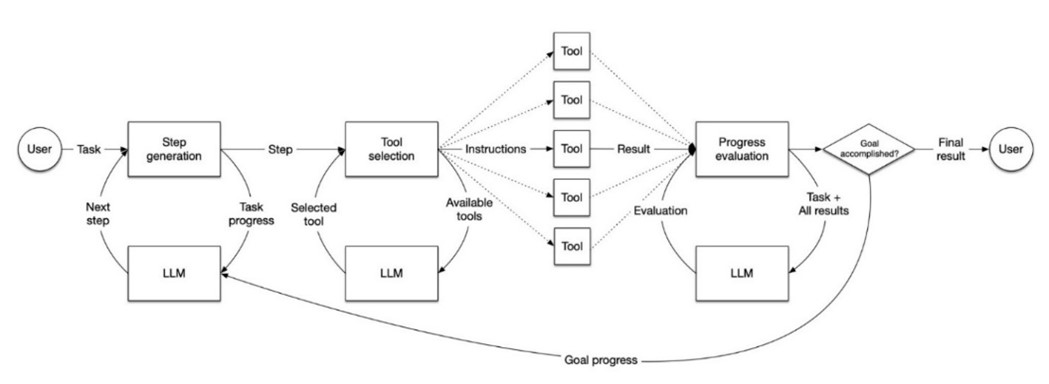 Tool
Tool
User
Task
Step
generation
Step
Tool
selection
Instructions
Tool
Result
Progress
evaluation
Goal
accomplished?
Final
result
User
Next
step
Task
progress
Selected
tool
Available
tools
Tool
Evaluation
Task +
All results
Tool
LLM
LLM
LLM
Goal progress